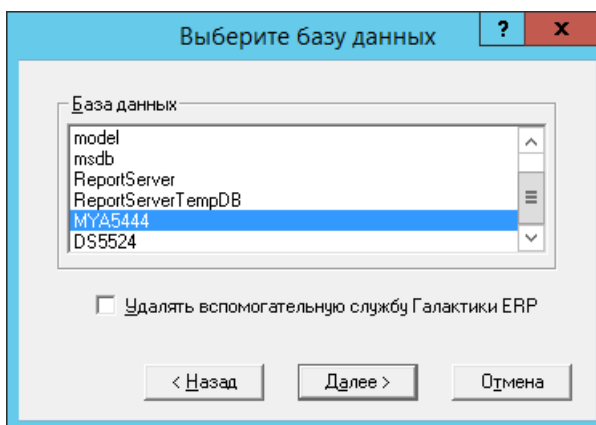 Выберите базу данных
?
x
База данных
model
msdb
ReportServer
ReportServerTempDB
MYA5444
DS5524
Удалять вспомогательную службу Галактики ERP
< Назад
Далее >
Отмена